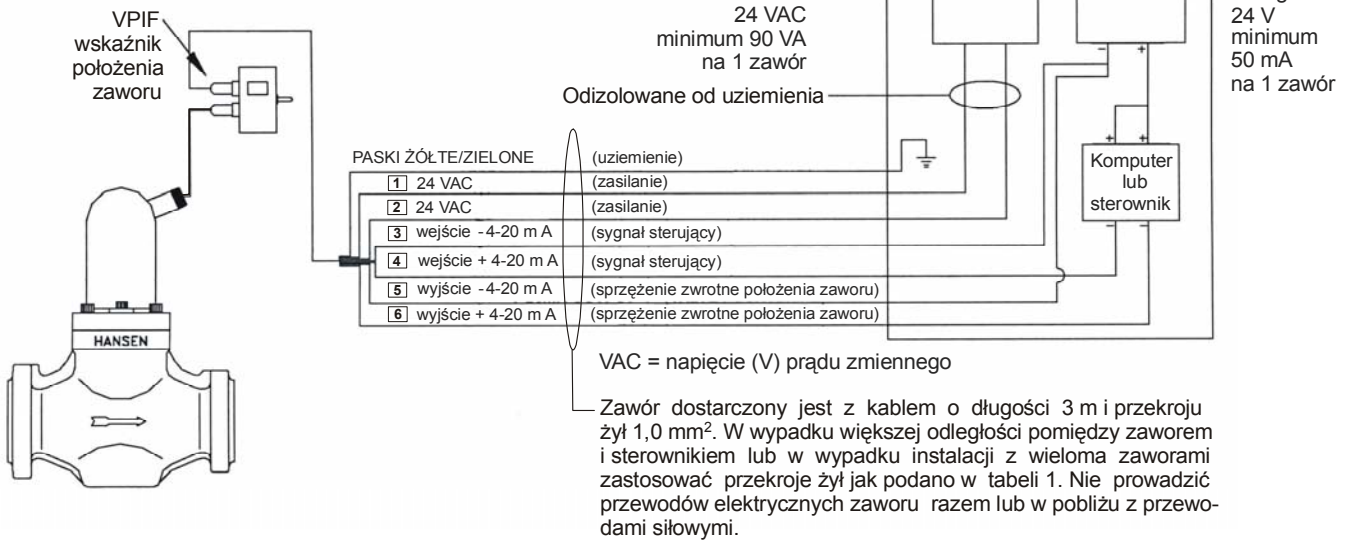 VPIF
wskaźnik
położenia
zaworu
24 VAC
minimum 90 VA
na 1 zawór
24 V
minimum
50 mA
na 1 zawór
Odizolowane od uziemienia
PASKI ŻÓŁTE/ZIELONE (uziemienie)
1 24 VAC (zasilanie)
2 24 VAC (zasilanie)
3 wejście - 4-20 m A (sygnał sterujący)
4 wejście + 4-20 m A (sygnał sterujący)
5 wyjście - 4-20 m A (sprzężenie zwrotne położenia zaworu)
6 wyjście + 4-20 m A (sprzężenie zwrotne położenia zaworu)
- +
+ +
Komputer
lub
sterownik
- -
HANSEN
VAC = napięcie (V) prądu zmiennego
Zawór dostarczony jest z kablem o długości 3 m i przekroju
żył 1,0 mm². W wypadku większej odległości pomiędzy zaworem
i sterownikiem lub w wypadku instalacji z wieloma zaworami
zastosować przekroje żył jak podano w tabeli 1. Nie prowadzić
przewodów elektrycznych zaworu razem lub w pobliżu z przewo-
dami siłowymi.